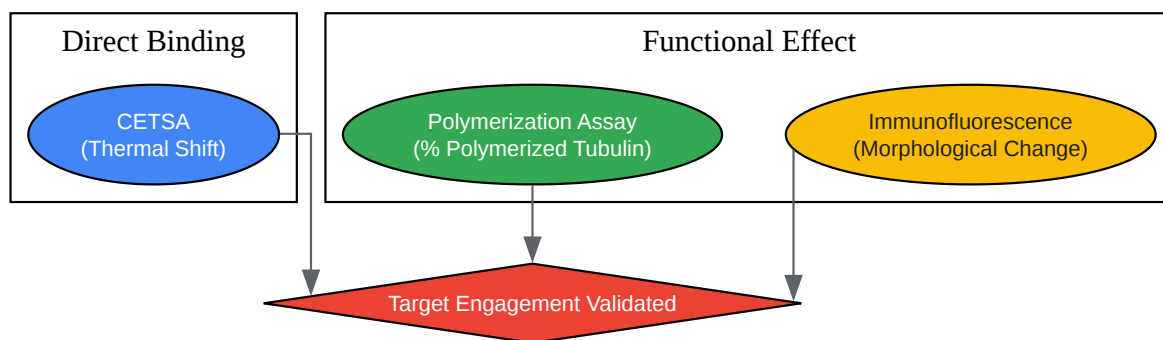 Direct Binding
Functional Effect
CETSA
(Thermal Shift)
Polymerization Assay
(% Polymerized Tubulin)
Immunofluorescence
(Morphological Change)
Target Engagement Validated